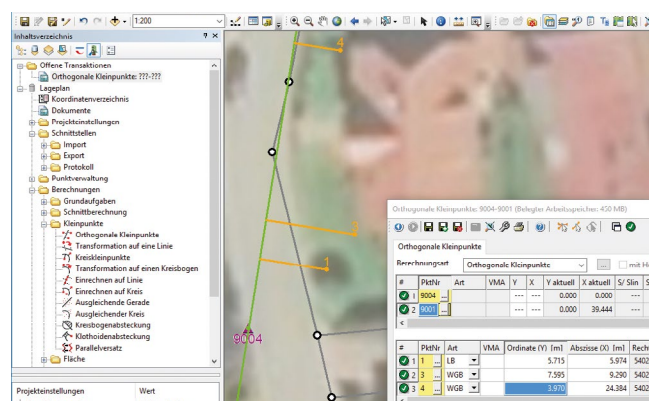 1:200
Inhaltsverzeichnis
Offene Transaktionen
Orthogonale Kleinpunkte: ???-???
Lageplan
Koordinatenverzeichnis
Dokumente
Projekteinstellungen
Schnittstellen
Import
Export
Protokoll
Punktverwaltung
Berechnungen
Grundaufgaben
Schnittberechnung
Kleinpunkte
Orthogonale Kleinpunkte
Transformation auf eine Linie
Kreiskleinpunkte
Transformation auf einen Kreisbogen
Einrechnen auf Linie
Einrechnen auf Kreis
Ausgleichende Gerade
Ausgleichender Kreis
Kreisbogenabsteckung
Klothoidenabsteckung
Parallelversatz
Fläche
Projekteinstellungen Wert
4
1
9004
Orthogonale Kleinpunkte: 9004-9001 (Belegter Arbeitsspeicher: 450 MB)
Orthogonale Kleinpunkte
Berechnungsart Orthogonale Kleinpunkte ... mit H
# PktNr Art VMA Y X Y aktuell X aktuell S/ Slin S
1 9004 ... --- --- 0.000 0.000 ---
2 9001 ... --- --- 0.000 39.444 ---
# PktNr Art VMA Ordinate (Y) [m] Abszisse (X) [m] Rech
1 1 ... LB 5.715 5.974 5402
2 3 ... WGB 7.595 9.290 5402
3 4 ... WGB 3.970 24.384 5402